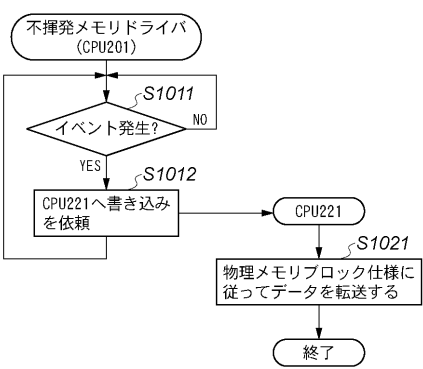 不揮発メモリドライバ
(CPU201)
S1011
イベント発生?
NO
YES
S1012
CPU221へ書き込み
を依頼
CPU221
S1021
物理メモリブロック仕様に
従ってデータを転送する
終了